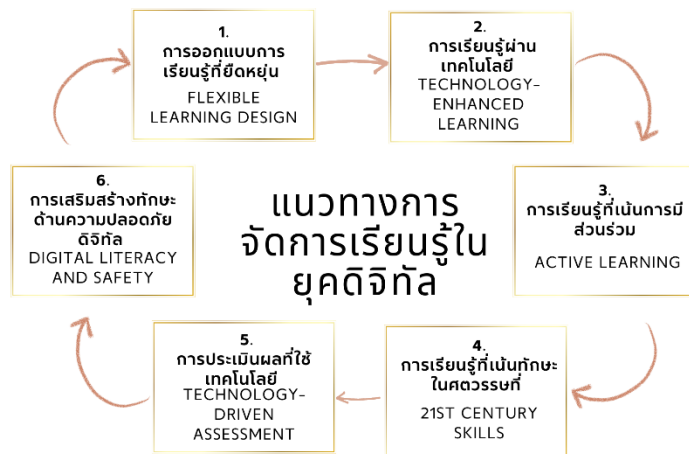 1.
การออกแบบการ
เรียนรู้ที่ยืดหยุ่น
FLEXIBLE
LEARNING DESIGN
2.
การเรียนรู้ผ่าน
เทคโนโลยี
TECHNOLOGY-
ENHANCED
LEARNING
3.
การเรียนรู้ที่เน้นการมี
ส่วนร่วม
ACTIVE LEARNING
4.
การเรียนรู้ที่เน้นทักษะ
ในศตวรรษที่
21ST CENTURY
SKILLS
5.
การประเมินผลที่ใช้
เทคโนโลยี
TECHNOLOGY-
DRIVEN
ASSESSMENT
6.
การเสริมสร้างทักษะ
ด้านความปลอดภัย
ดิจิทัล
DIGITAL LITERACY
AND SAFETY
แนวทางการ
จัดการเรียนรู้ใน
ยุคดิจิทัล